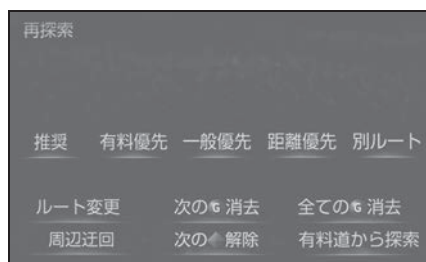 再探索
推奨 有料優先 一般優先 距離優先 別ルート
ルート変更 次のG消去 全てのG消去
周辺迂回 次の解除 有料道から探索